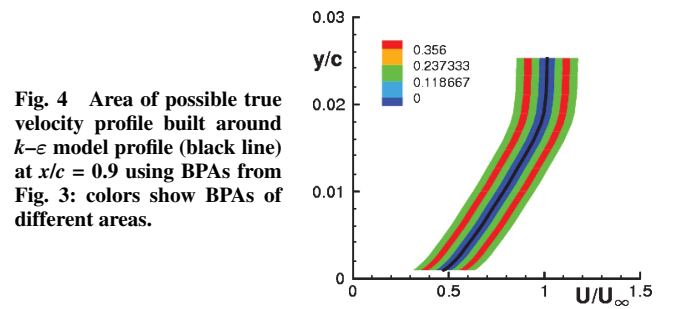 Fig. 4 Area of possible true
velocity profile built around
k–ε model profile (black line)
at x/c = 0.9 using BPAs from
Fig. 3: colors show BPAs of
different areas.
0.03
y/c
0.02
0.01
0
0.356
0.237333
0.118667
0
0
0.5
1
U/U∞
1.5